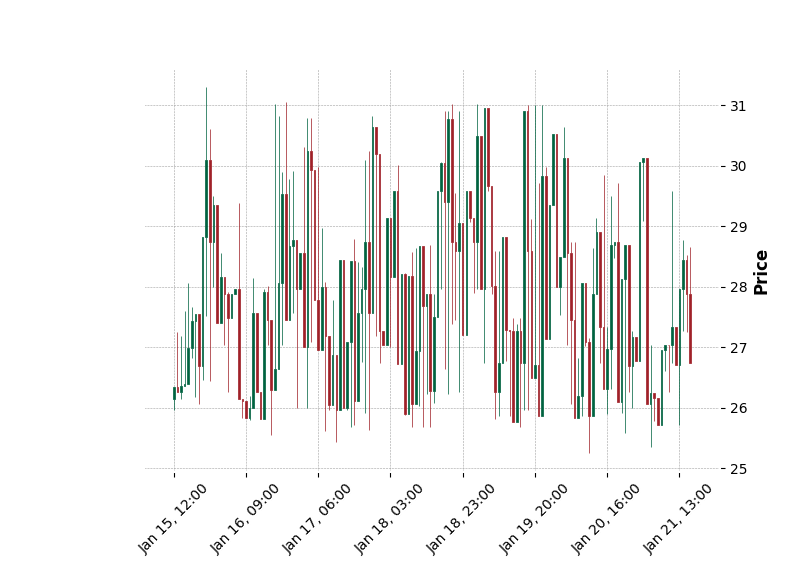 31
30
29
28
27
26
25
Price
Jan 15, 12:00
Jan 16, 09:00
Jan 17, 06:00
Jan 18, 03:00
Jan 18, 23:00
Jan 19, 20:00
Jan 20, 16:00
Jan 21, 13:00